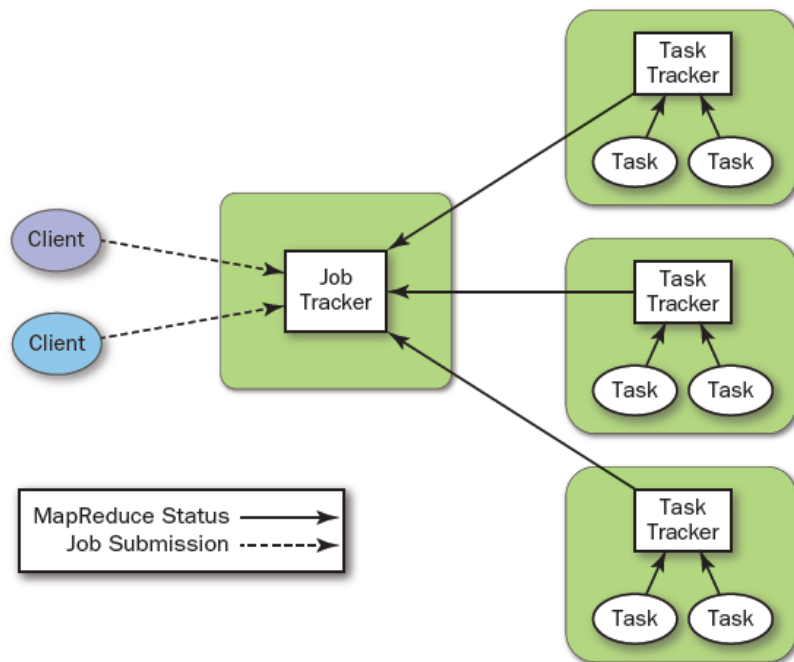 Task
Tracker
Task
Task
Client
Job
Tracker
Client
Task
Tracker
Task
Task
MapReduce Status
Job Submission
Task
Tracker
Task
Task